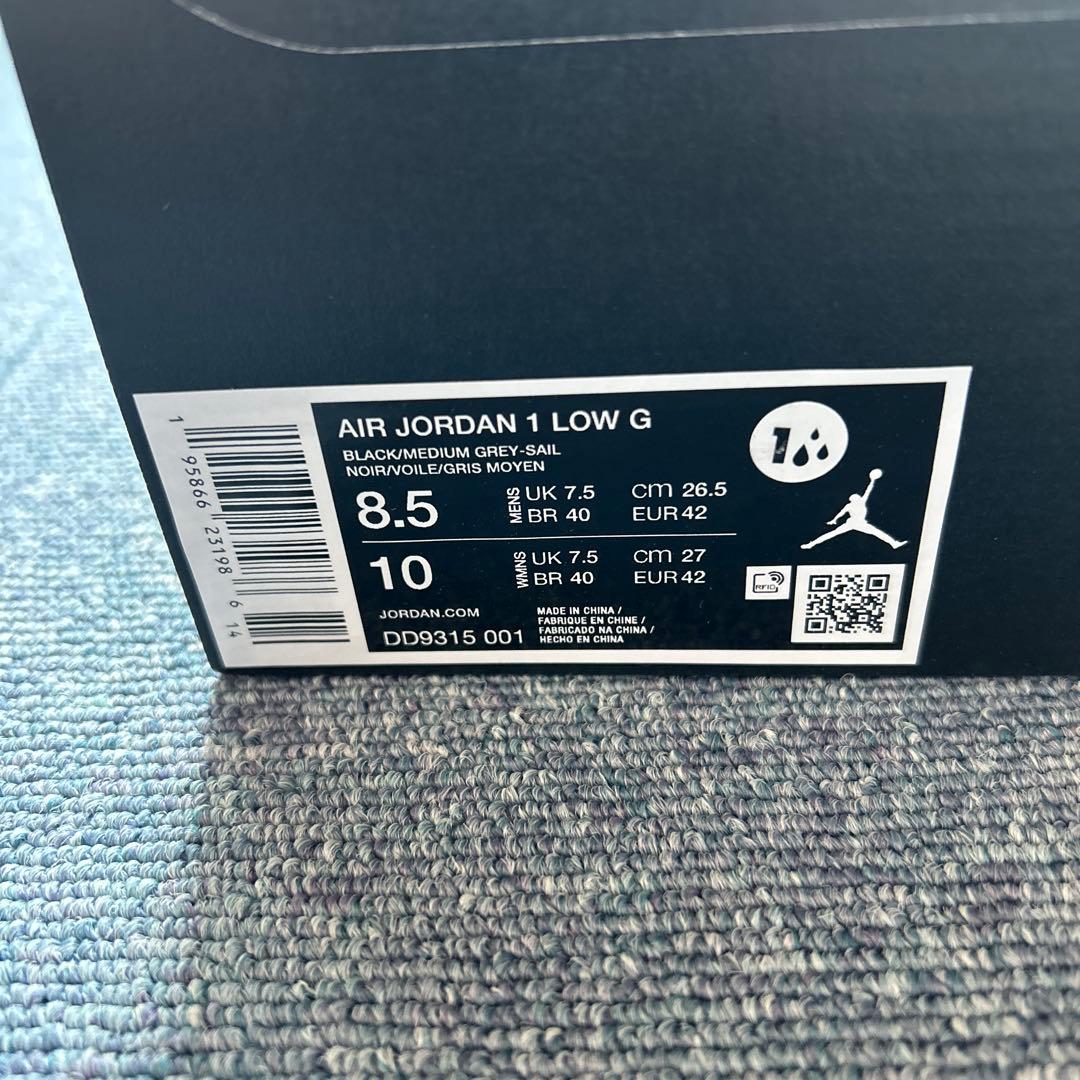 AIR JORDAN 1 LOW G
BLACK/MEDIUM GREY-SAIL
NOIR/VOILE/GRIS MOYEN
8.5 MENS UK 7.5 cm 26.5
BR 40 EUR 42
10 WMNS UK 7.5 cm 27
BR 40 EUR 42
JORDAN.COM
DD9315 001
MADE IN CHINA /
FABRIQUE EN CHINE /
FABRICADO NA CHINA /
HECHO EN CHINA
RFID
1
1 95866 23198 6 14